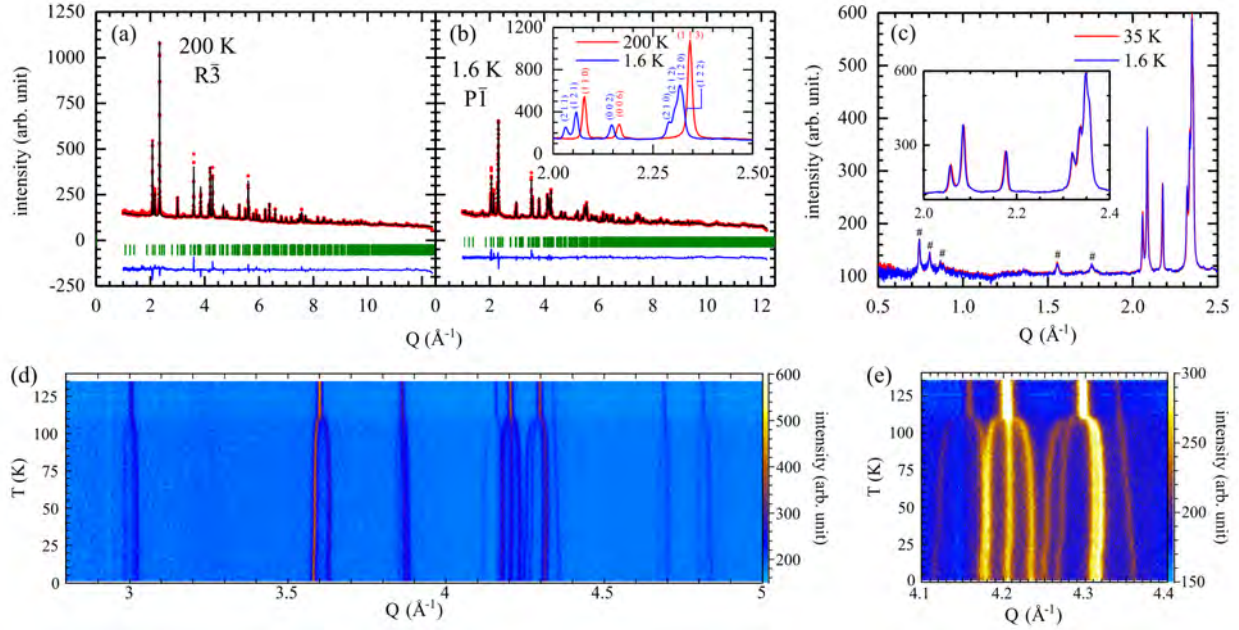 (a)
200 K
R3̄
intensity (arb. unit)
1250
1000
750
500
250
0
-250
0 2 4 6 8 10 12
(b)
1.6 K
P1̄
200 K
1.6 K
1200
800
400
0
2.00 2.25 2.50
(1 1 0)
(0 0 6)
(1 2 1)
(0 0 2)
(2 1 0)
(1 2 0)
(1 2 2)
0 2 4 6 8 10 12
Q (Å-1)
(c)
35 K
1.6 K
intensity (arb. unit.)
600
500
400
300
200
100
600
300
2.0 2.2 2.4
# # # # #
0.5 1.0 1.5 2.0 2.5
Q (Å-1)
(d)
T (K)
125
100
75
50
25
0
3 3.5 4 4.5 5
Q (Å-1)
600
500
400
300
200
intensity (arb. unit)
(e)
T (K)
125
100
75
50
25
0
4.1 4.2 4.3 4.4
Q (Å-1)
300
250
200
150
intensity (arb. unit)